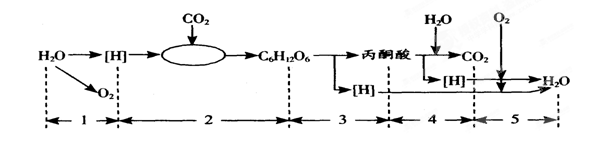 CO₂ H₂O O₂
H₂O [H] C₆H₁₂O₆ 丙酮酸 CO₂
[H] H₂O
O₂ [H]
1 2 3 4 5